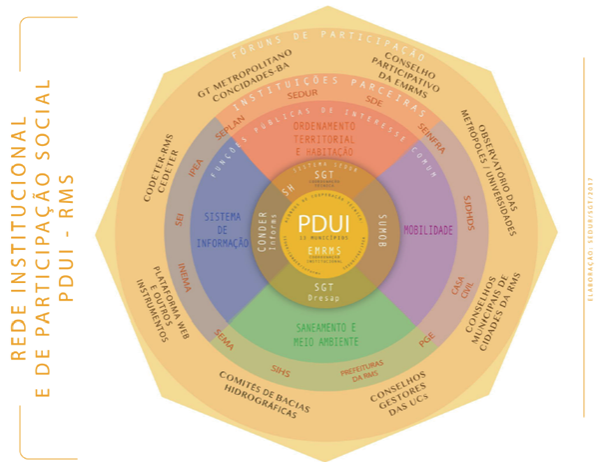 REDE INSTITUCIONAL
E DE PARTICIPAÇÃO SOCIAL
PDUI - RMS
FÓRUNS DE PARTICIPAÇÃO
GT METROPOLITANO
CONCIDADES-BA
CONSELHO
PARTICIPATIVO
DA EMRMS
OBSERVATÓRIO DAS
METRÓPOLES / UNIVERSIDADES
CONSELHOS
MUNICIPAIS DE
CIDADES DA RMS
CONSELHOS
GESTORES
DAS UCs
COMITÊS DE BACIAS
HIDROGRÁFICAS
PLATAFORMA WEB
E OUTROS
INSTRUMENTOS
CODETER-RMS
CEDETER
INSTITUIÇÕES PARCEIRAS
SEPLAN
SEDUR
SDE
SEINFRA
SJDHDS
CASA
CIVIL
PGE
PREFEITURAS
DA RMS
SIHS
SEMA
INEMA
SEI
IPEA
FUNÇÕES PÚBLICAS DE INTERESSE COMUM
ORDENAMENTO
TERRITORIAL
E HABITAÇÃO
MOBILIDADE
SANEAMENTO E
MEIO AMBIENTE
SISTEMA
DE
INFORMAÇÃO
SISTEMA SEDUR
SH
SGT
SUMOB
SGT
Dresap
CONDER
Informs
PDUI
13 MUNICÍPIOS
EMRMS
ELABORAÇÃO: SEDUR/SGT/2017